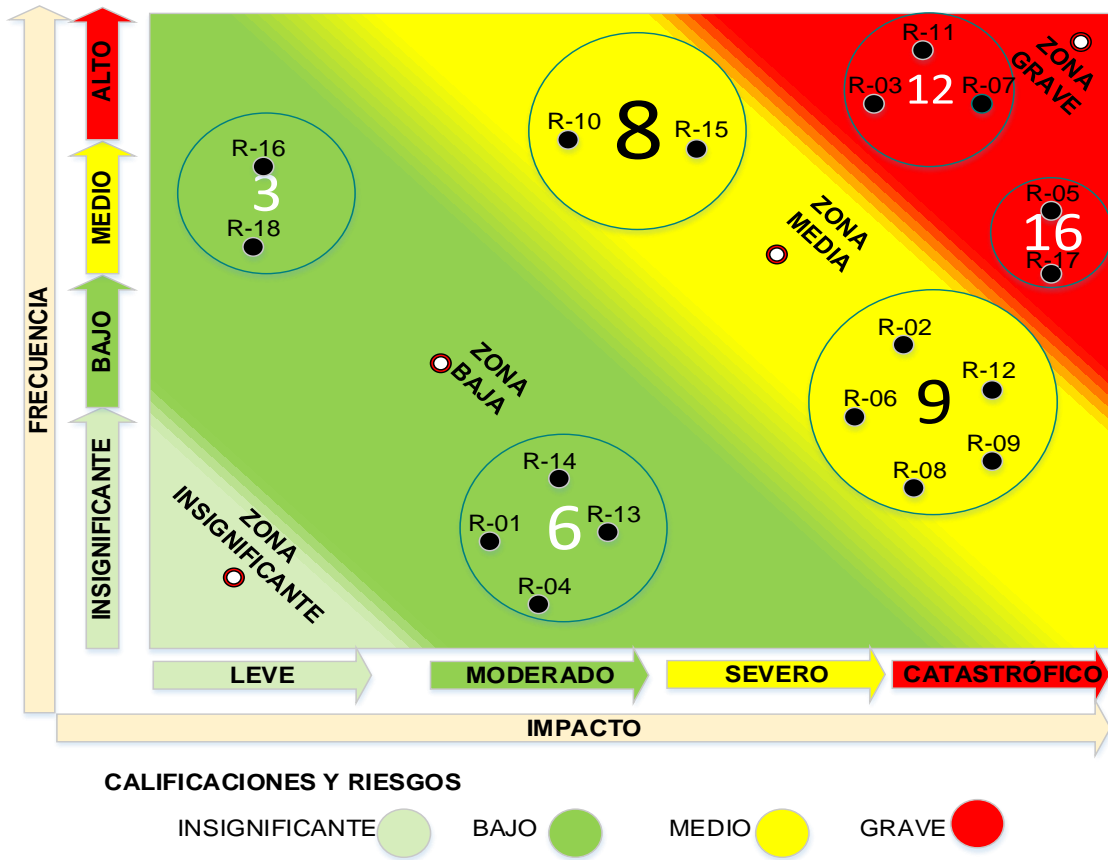 FRECUENCIA
ALTO
MEDIO
BAJO
INSIGNIFICANTE
R-16
3
R-18
R-10
8
R-15
R-11
R-03
12
R-07
ZONA
GRAVE
R-05
16
R-17
ZONA
MEDIA
R-02
R-12
R-06
9
R-09
R-08
ZONA
BAJA
R-14
R-01
6
R-13
R-04
ZONA
INSIGNIFICANTE
LEVE
MODERADO
SEVERO
CATASTRÓFICO
IMPACTO
CALIFICACIONES Y RIESGOS
INSIGNIFICANTE
BAJO
MEDIO
GRAVE